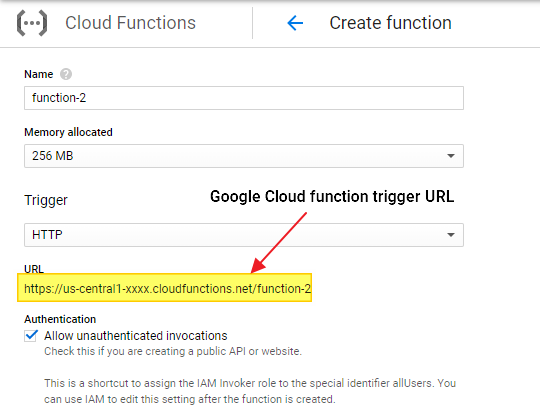 Cloud Functions
Create function
Name
function-2
Memory allocated
256 MB
Trigger
Google Cloud function trigger URL
HTTP
URL
https://us-central1-xxxx.cloudfunctions.net/function-2
Authentication
Allow unauthenticated invocations
Check this if you are creating a public API or website.
This is a shortcut to assign the IAM Invoker role to the special identifier allUsers. You
can use IAM to edit this setting after the function is created.